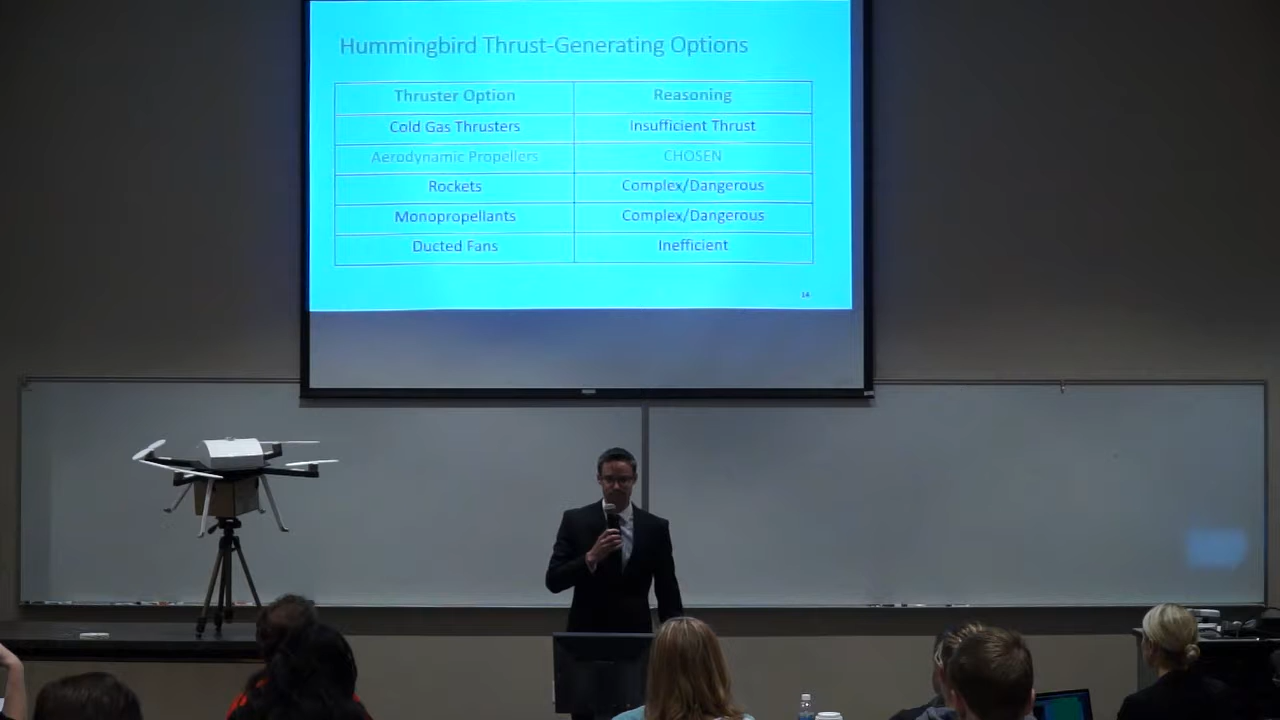 Hummingbird Thrust-Generating Options
Thruster Option Reasoning
Cold Gas Thrusters Insufficient Thrust
Aerodynamic Propellers CHOSEN
Rockets Complex/Dangerous
Monopropellants Complex/Dangerous
Ducted Fans Inefficient
14